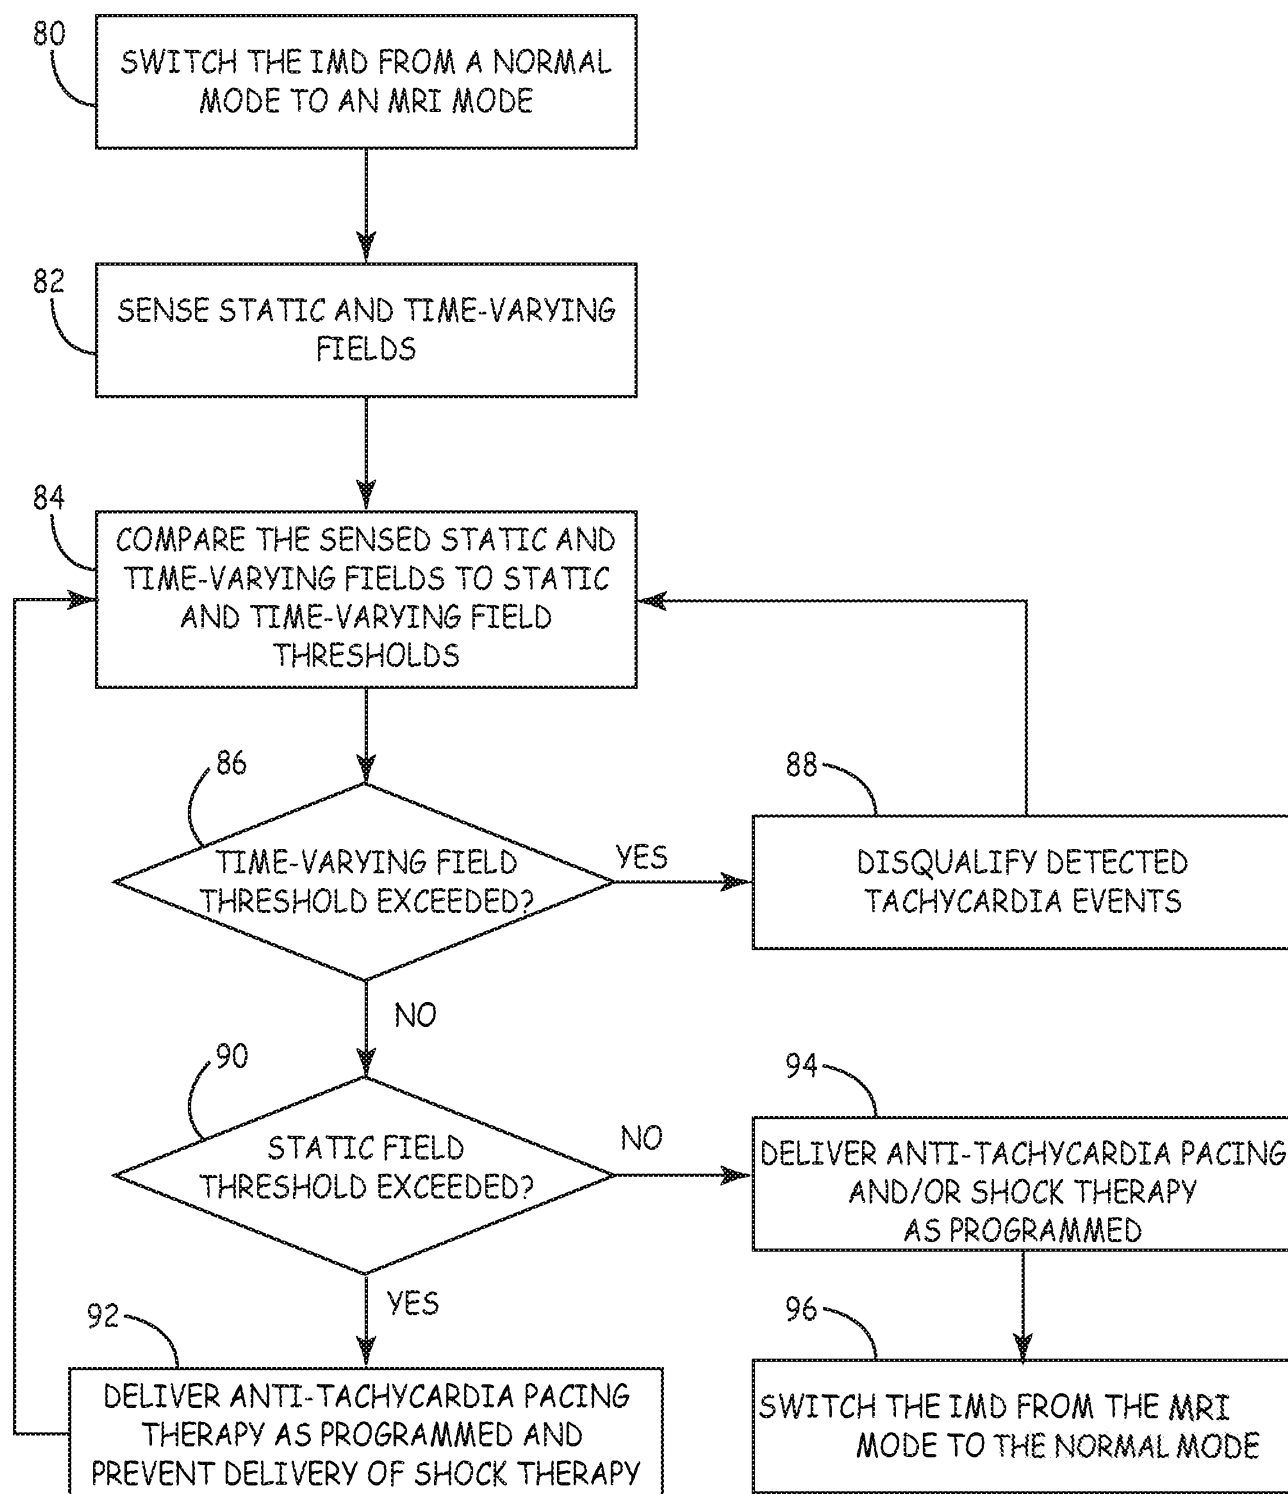 80
SWITCH THE IMD FROM A NORMAL
MODE TO AN MRI MODE
82
SENSE STATIC AND TIME-VARYING
FIELDS
84
COMPARE THE SENSED STATIC AND
TIME-VARYING FIELDS TO STATIC
AND TIME-VARYING FIELD
THRESHOLDS
86
TIME-VARYING FIELD
THRESHOLD EXCEEDED?
YES
88
DISQUALIFY DETECTED
TACHYCARDIA EVENTS
NO
90
STATIC FIELD
THRESHOLD EXCEEDED?
NO
94
DELIVER ANTI-TACHYCARDIA PACING
AND/OR SHOCK THERAPY
AS PROGRAMMED
YES
92
DELIVER ANTI-TACHYCARDIA PACING
THERAPY AS PROGRAMMED AND
PREVENT DELIVERY OF SHOCK THERAPY
96
SWITCH THE IMD FROM THE MRI
MODE TO THE NORMAL MODE